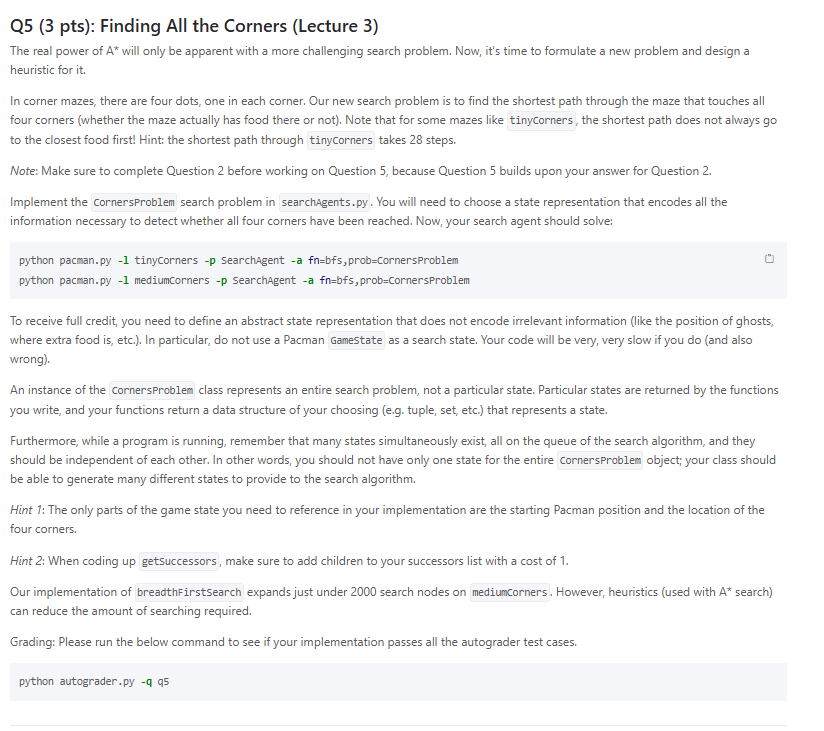 Q5 (3 pts): Finding All the Corners (Lecture 3)
The real power of A* will only be apparent with a more challenging search problem. Now, it's time to formulate a new problem and design a
heuristic for it.
In corner mazes, there are four dots, one in each corner. Our new search problem is to find the shortest path through the maze that touches all
four corners (whether the maze actually has food there or not). Note that for some mazes like tinyCorners, the shortest path does not always go
to the closest food first! Hint: the shortest path through tinyCorners takes 28 steps.
Note: Make sure to complete Question 2 before working on Question 5, because Question 5 builds upon your answer for Question 2.
Implement the CornersProblem search problem in searchAgents.py. You will need to choose a state representation that encodes all the
information necessary to detect whether all four corners have been reached. Now, your search agent should solve:
python pacman.py -l tinyCorners -p SearchAgent -a fn=bfs,prob=CornersProblem
python pacman.py -l mediumCorners -p SearchAgent -a fn=bfs,prob=CornersProblem
To receive full credit, you need to define an abstract state representation that does not encode irrelevant information (like the position of ghosts,
where extra food is, etc.). In particular, do not use a Pacman GameState as a search state. Your code will be very, very slow if you do (and also
wrong).
An instance of the CornersProblem class represents an entire search problem, not a particular state. Particular states are returned by the functions
you write, and your functions return a data structure of your choosing (e.g. tuple, set, etc.) that represents a state.
Furthermore, while a program is running, remember that many states simultaneously exist, all on the queue of the search algorithm, and they
should be independent of each other. In other words, you should not have only one state for the entire CornersProblem object; your class should
be able to generate many different states to provide to the search algorithm.
Hint 1: The only parts of the game state you need to reference in your implementation are the starting Pacman position and the location of the
four corners.
Hint 2: When coding up getSuccessors, make sure to add children to your successors list with a cost of 1.
Our implementation of breadthFirstSearch expands just under 2000 search nodes on mediumCorners. However, heuristics (used with A* search)
can reduce the amount of searching required.
Grading: Please run the below command to see if your implementation passes all the autograder test cases.
python autograder.py -q q5